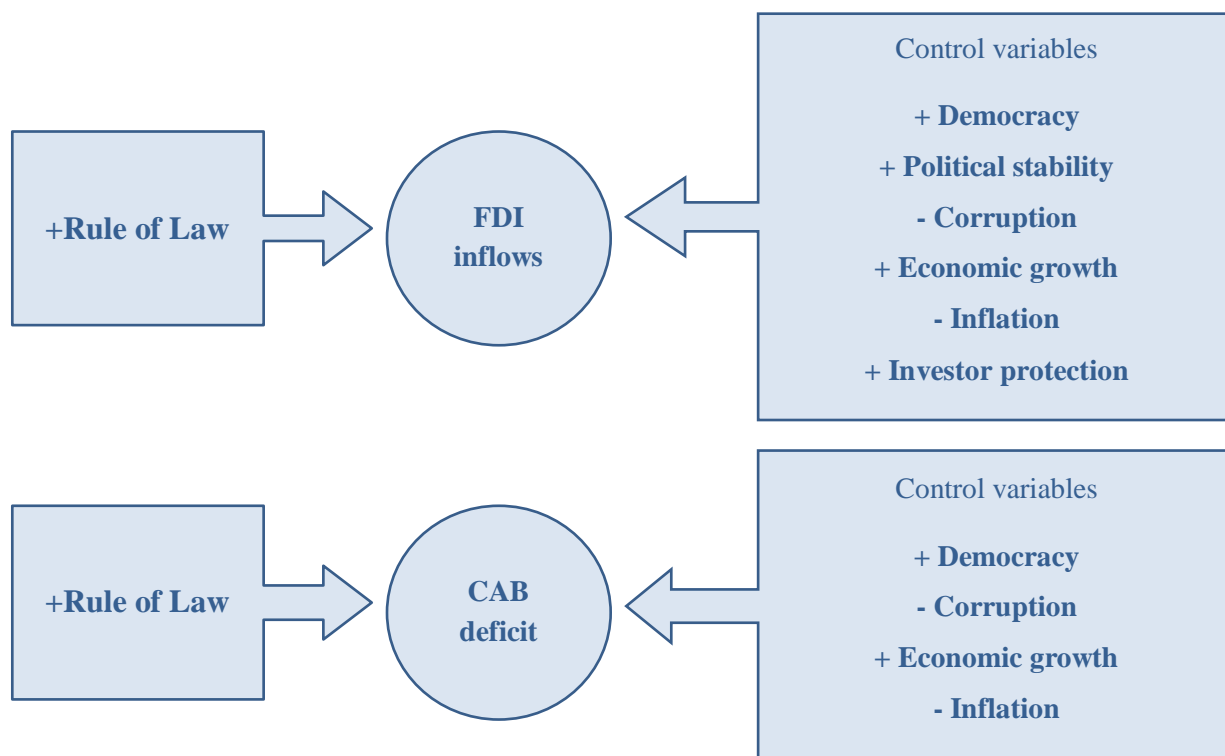 +Rule of Law
FDI
inflows
Control variables
+ Democracy
+ Political stability
- Corruption
+ Economic growth
- Inflation
+ Investor protection
+Rule of Law
CAB
deficit
Control variables
+ Democracy
- Corruption
+ Economic growth
- Inflation